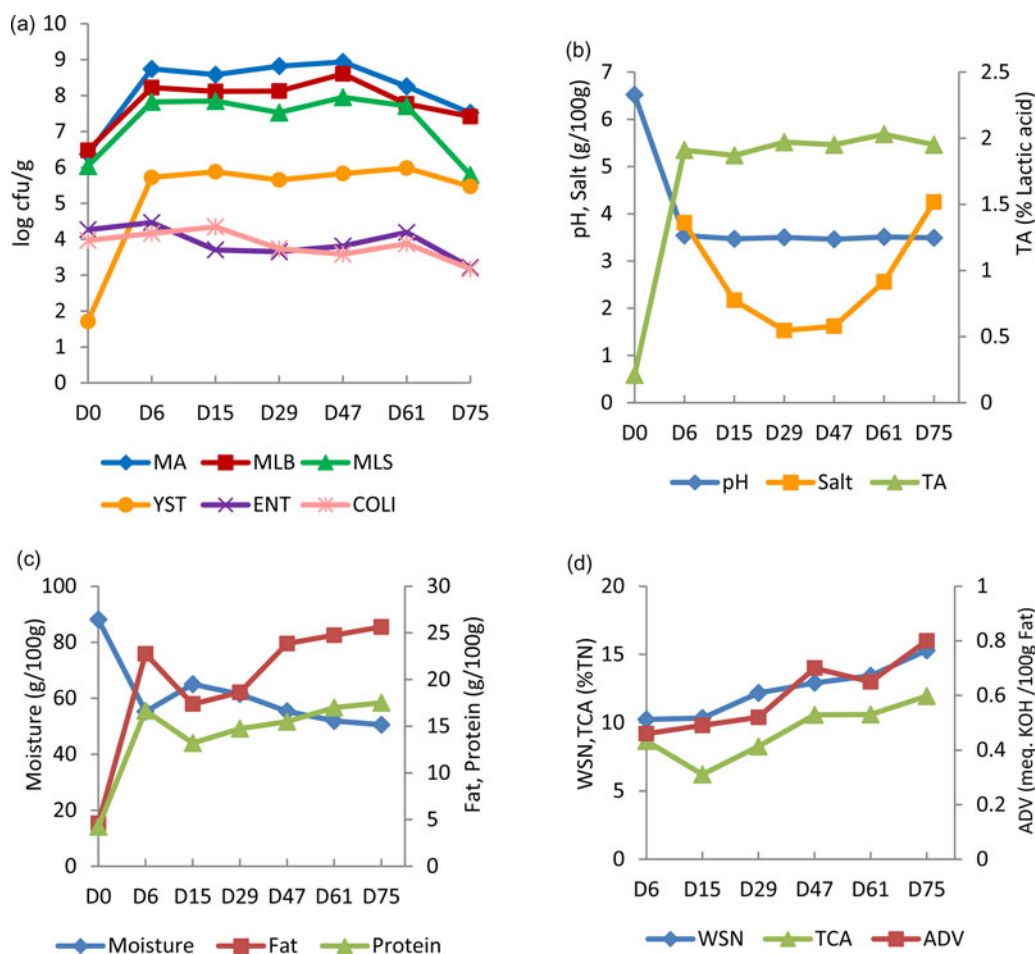 (a)
log cfu/g
10
9
8
7
6
5
4
3
2
1
0
D0 D6 D15 D29 D47 D61 D75
MA MLB MLS
YST ENT COLI
(b)
pH, Salt (g/100g)
7
6
5
4
3
2
1
0
2.5
2
1.5
1
0.5
0
TA (% Lactic acid)
D0 D6 D15 D29 D47 D61 D75
pH Salt TA
(c)
Moisture (g/100g)
100
80
60
40
20
0
30
25
20
15
10
5
0
Fat, Protein (g/100g)
D0 D6 D15 D29 D47 D61 D75
Moisture Fat Protein
(d)
WSN,TCA (%TN)
20
15
10
5
0
1
0.8
0.6
0.4
0.2
0
ADV (meq. KOH /100g Fat)
D6 D15 D29 D47 D61 D75
WSN TCA ADV